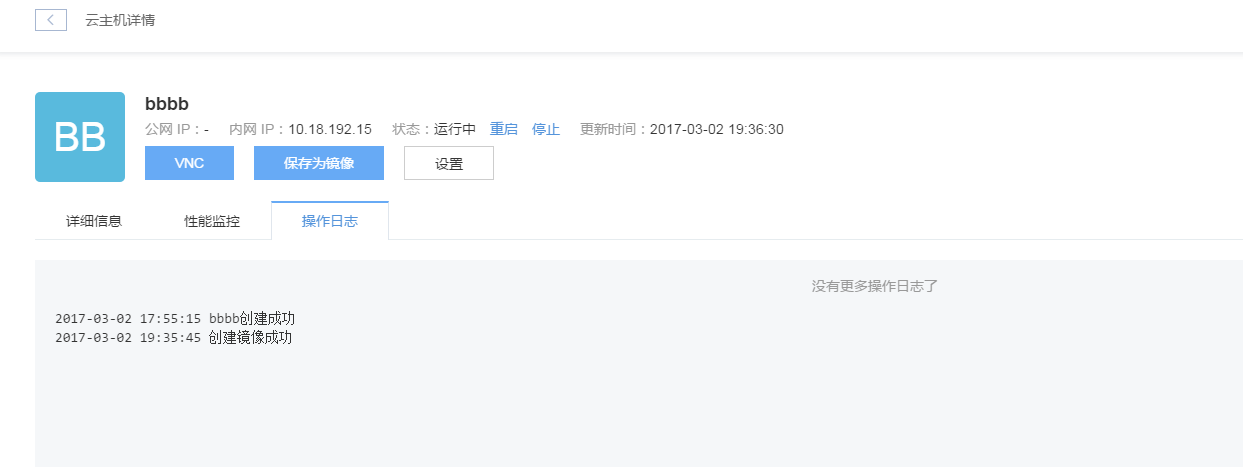 云主机详情
BB
bbbb
公网 IP：- 内网 IP：10.18.192.15 状态：运行中 重启 停止 更新时间：2017-03-02 19:36:30
VNC 保存为镜像 设置
详细信息 性能监控 操作日志
没有更多操作日志了
2017-03-02 17:55:15 bbbb创建成功
2017-03-02 19:35:45 创建镜像成功